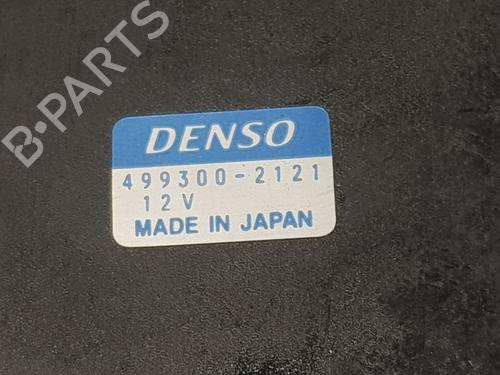 B·PARTS
DENSO
499300-2121
12V
MADE IN JAPAN